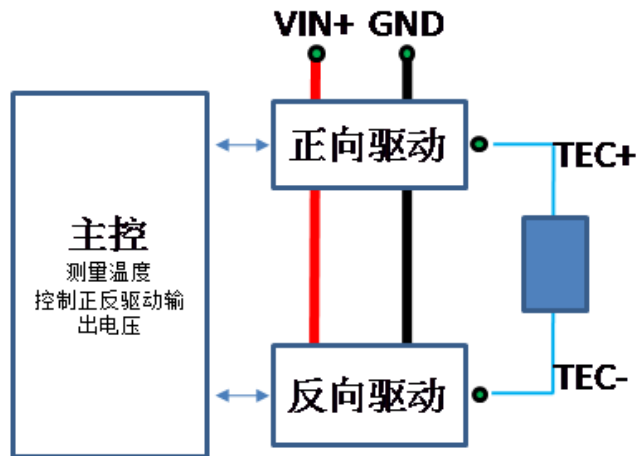 VIN+ GND
正向驱动
TEC+
主控
测量温度
控制正反驱动输
出电压
反向驱动
TEC-